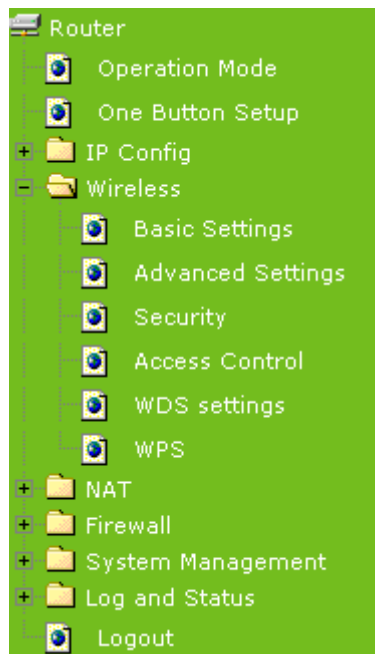 Router
Operation Mode
One Button Setup
IP Config
Wireless
Basic Settings
Advanced Settings
Security
Access Control
WDS settings
WPS
NAT
Firewall
System Management
Log and Status
Logout